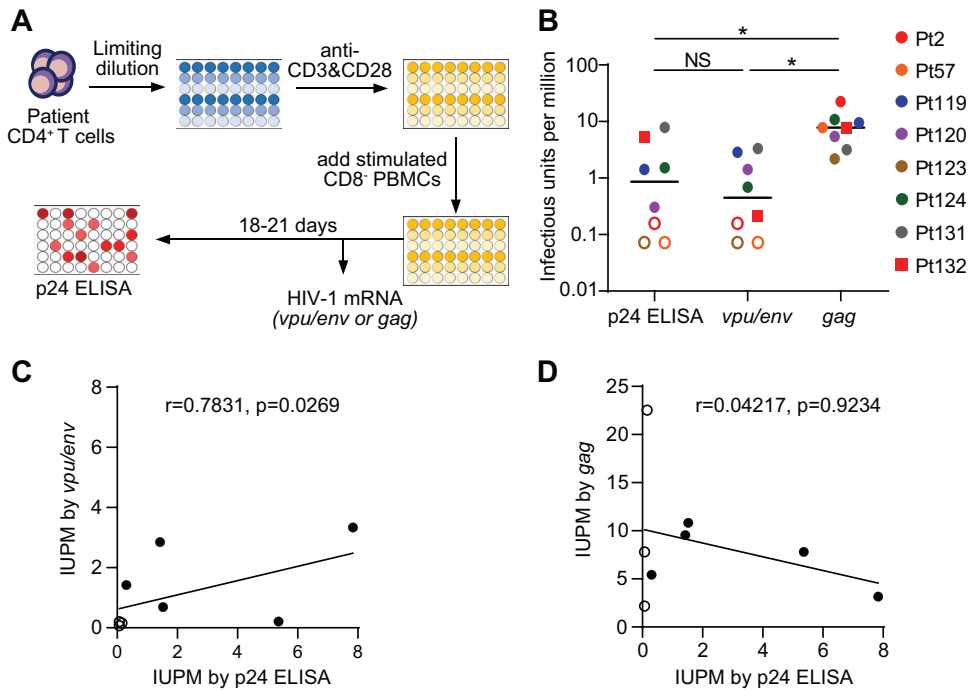 A
Limiting
dilution
anti-
CD3&CD28
Patient
CD4+ T cells
add stimulated
CD8- PBMCs
18-21 days
p24 ELISA
HIV-1 mRNA
(vpu/env or gag)
B
Infectious units per million
100
10
1
0.1
0.01
*
NS
*
p24 ELISA
vpu/env
gag
Pt2
Pt57
Pt119
Pt120
Pt123
Pt124
Pt131
Pt132
C
r=0.7831, p=0.0269
IUPM by vpu/env
8
6
4
2
0
0 2 4 6 8
IUPM by p24 ELISA
D
r=0.04217, p=0.9234
IUPM by gag
25
20
15
10
5
0
0 2 4 6 8
IUPM by p24 ELISA